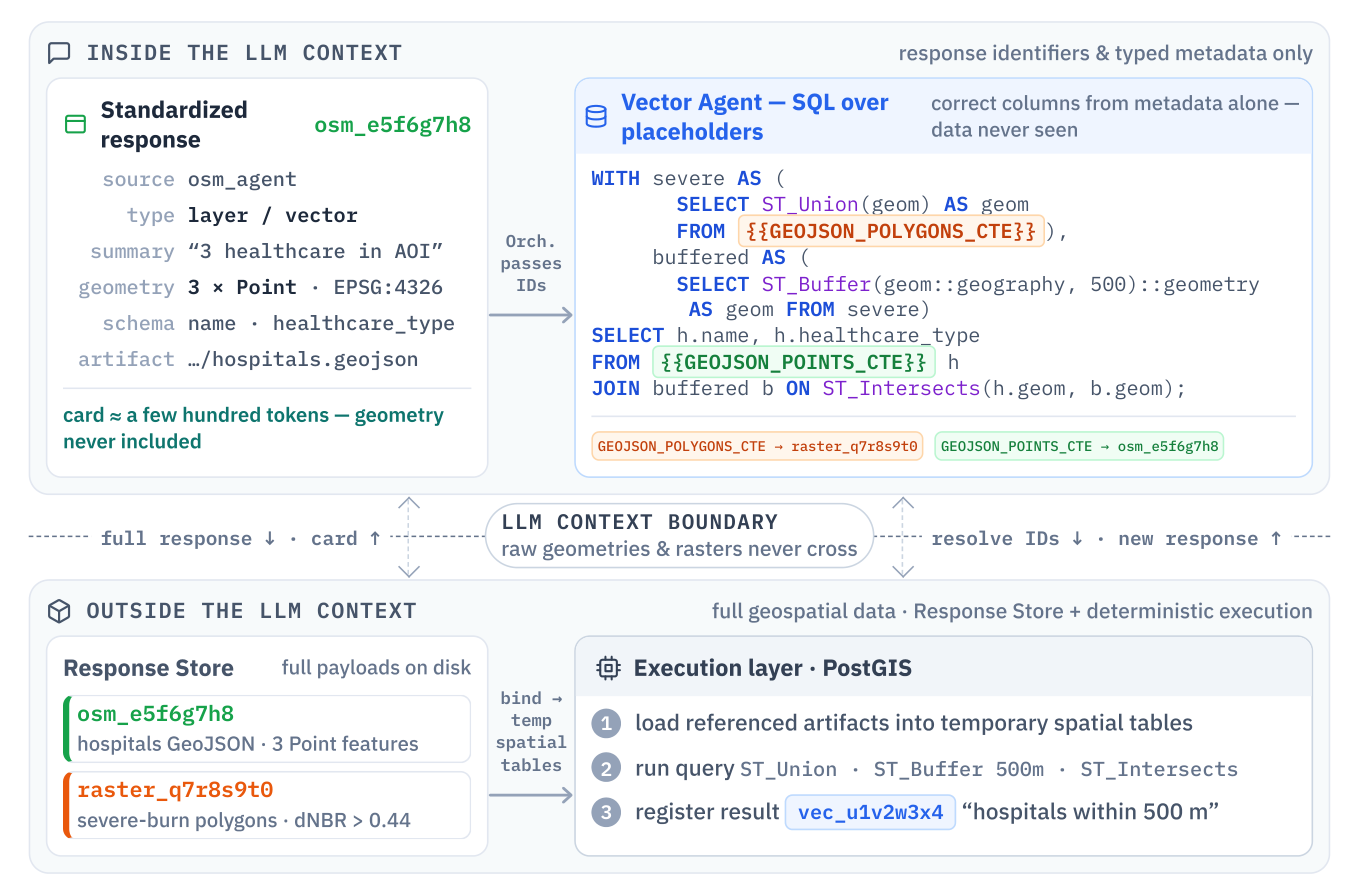 INSIDE THE LLM CONTEXT
response identifiers & typed metadata only
Standardized
response
osm_e5f6g7h8
source osm_agent
type layer / vector
summary “3 healthcare in AOI”
geometry 3 × Point · EPSG:4326
schema name · healthcare_type
artifact …/hospitals.geojson
card ≈ a few hundred tokens — geometry
never included
Orch.
passes
IDs
Vector Agent — SQL over
placeholders
correct columns from metadata alone —
data never seen
WITH severe AS (
SELECT ST_Union(geom) AS geom
FROM {{GEOJSON_POLYGONS_CTE}}),
buffered AS (
SELECT ST_Buffer(geom::geography, 500)::geometry
AS geom FROM severe)
SELECT h.name, h.healthcare_type
FROM {{GEOJSON_POINTS_CTE}} h
JOIN buffered b ON ST_Intersects(h.geom, b.geom);
GEOJSON_POLYGONS_CTE → raster_q7r8s9t0
GEOJSON_POINTS_CTE → osm_e5f6g7h8
full response ↓ · card ↑
LLM CONTEXT BOUNDARY
raw geometries & rasters never cross
resolve IDs ↓ · new response ↑
OUTSIDE THE LLM CONTEXT
full geospatial data · Response Store + deterministic execution
Response Store
full payloads on disk
osm_e5f6g7h8
hospitals GeoJSON · 3 Point features
raster_q7r8s9t0
severe-burn polygons · dNBR > 0.44
bind →
temp
spatial
tables
Execution layer · PostGIS
1 load referenced artifacts into temporary spatial tables
2 run query ST_Union · ST_Buffer 500m · ST_Intersects
3 register result vec_u1v2w3x4 “hospitals within 500 m”